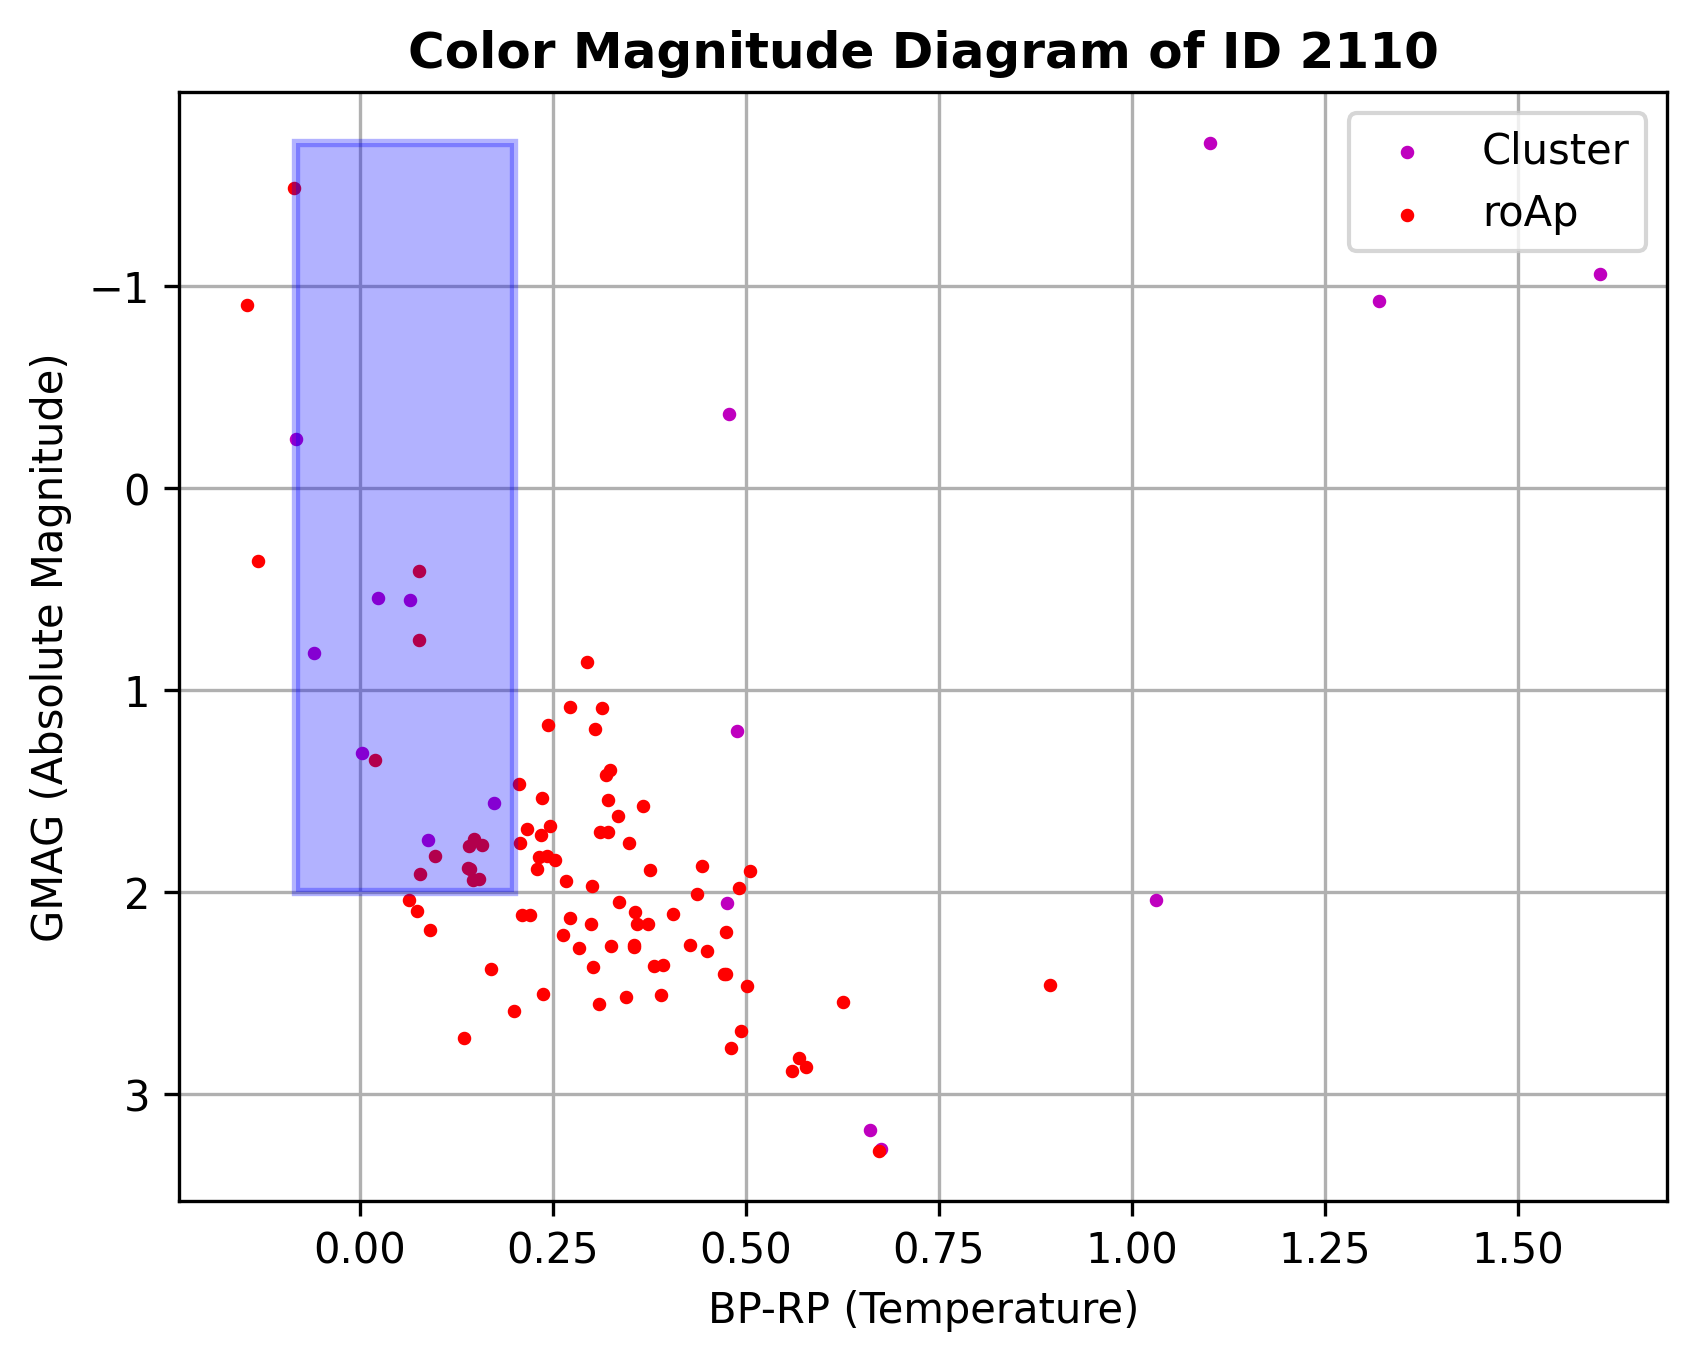 Color Magnitude Diagram of ID 2110
Cluster
roAp
GMAG (Absolute Magnitude)
−1
0
1
2
3
0.00 0.25 0.50 0.75 1.00 1.25 1.50
BP-RP (Temperature)